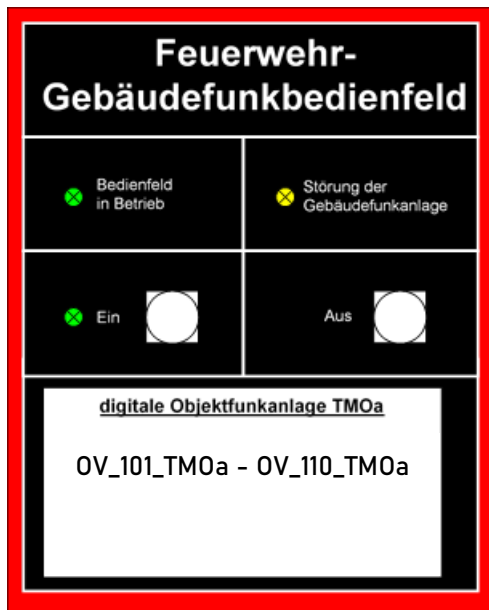 Feuerwehr-
Gebäudefunkbedienfeld
Bedienfeld
in Betrieb
Störung der
Gebäudefunkanlage
Ein
Aus
digitale Objektfunkanlage TMOa
OV_101_TMOa - OV_110_TMOa